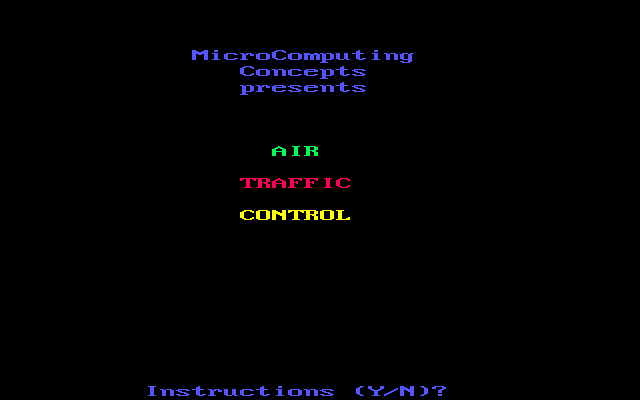 MicroComputing
Concepts
presents
AIR
TRAFFIC
CONTROL
Instructions (Y/N)?